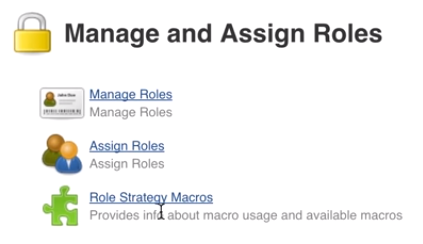 Manage and Assign Roles
Manage Roles
Manage Roles
Assign Roles
Assign Roles
Role Strategy Macros
Provides info about macro usage and available macros